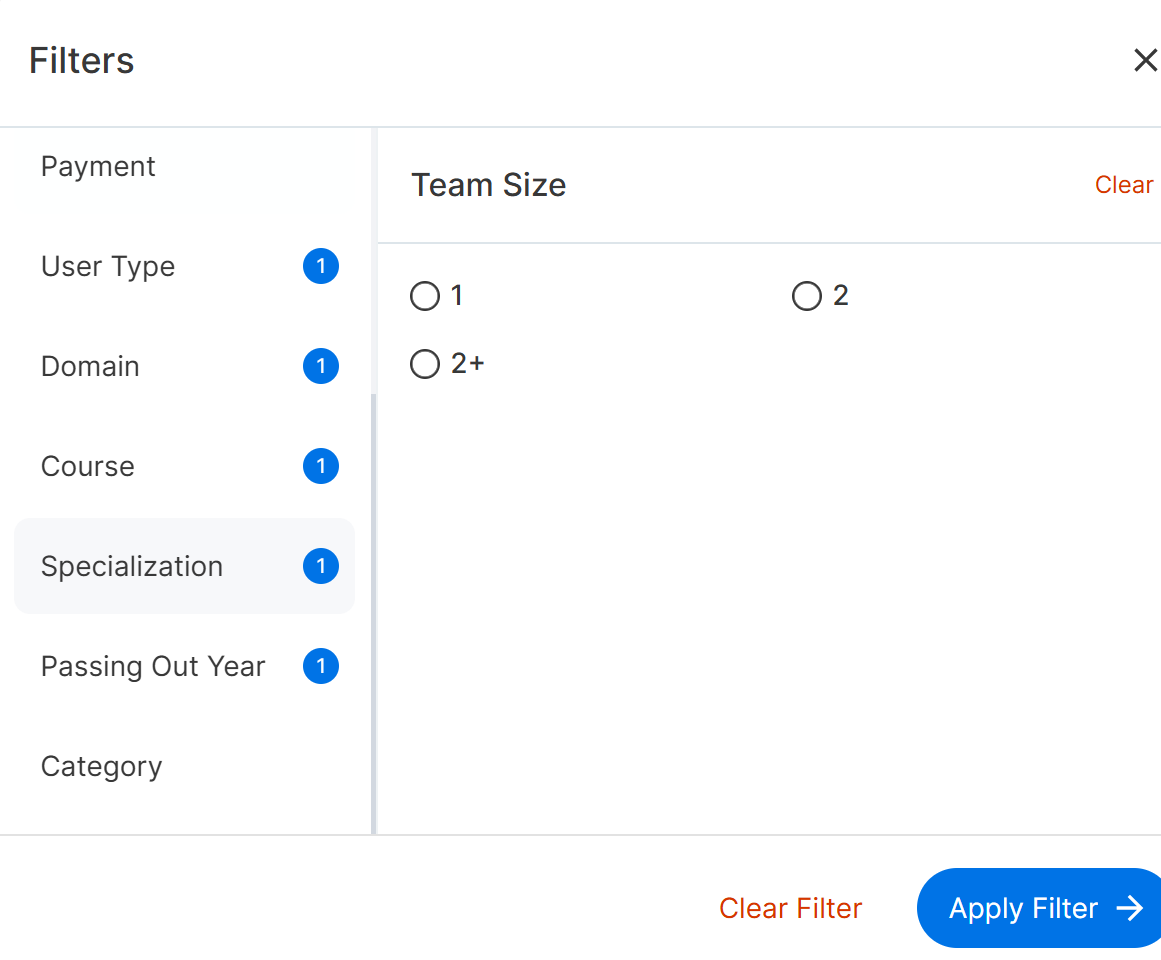 Filters
Payment
User Type 1
Domain 1
Course 1
Specialization 1
Passing Out Year 1
Category
Team Size Clear
1 2
2+
Clear Filter Apply Filter